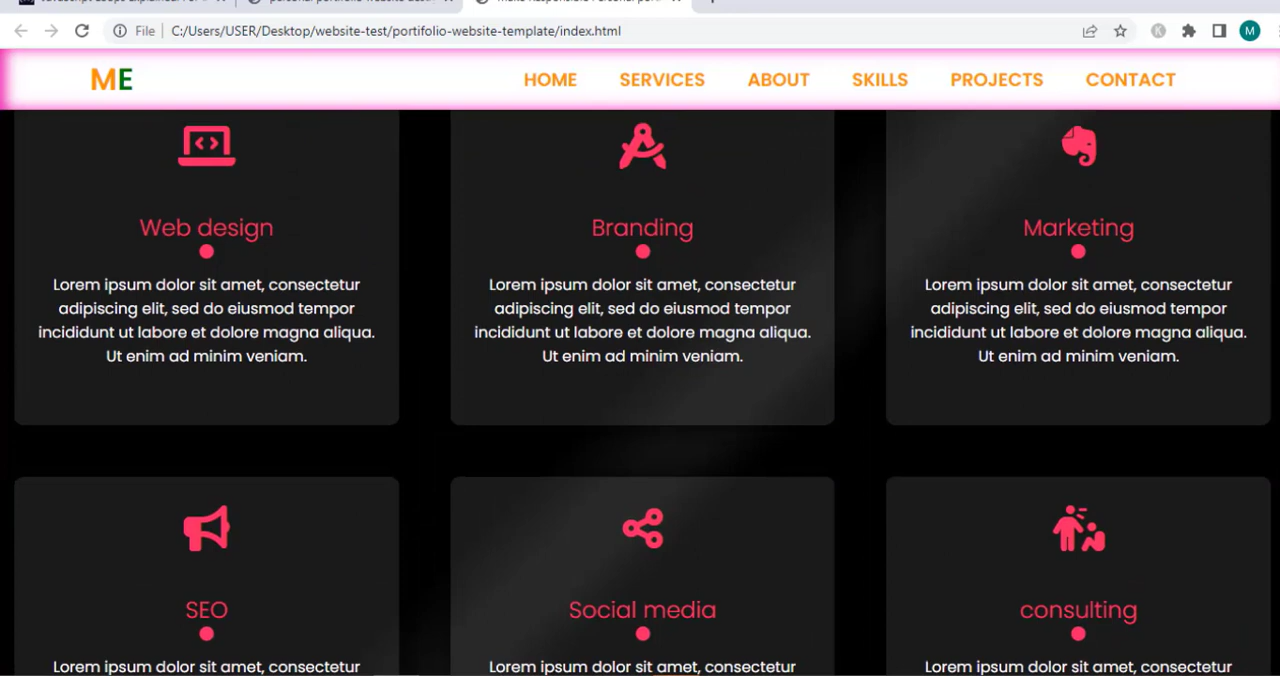 File
C:/Users/USER/Desktop/website-test/portifolio-website-template/index.html
K
M
ME
HOME SERVICES ABOUT SKILLS PROJECTS CONTACT
Web design
Lorem ipsum dolor sit amet, consectetur
adipiscing elit, sed do eiusmod tempor
incididunt ut labore et dolore magna aliqua.
Ut enim ad minim veniam.
Branding
Lorem ipsum dolor sit amet, consectetur
adipiscing elit, sed do eiusmod tempor
incididunt ut labore et dolore magna aliqua.
Ut enim ad minim veniam.
Marketing
Lorem ipsum dolor sit amet, consectetur
adipiscing elit, sed do eiusmod tempor
incididunt ut labore et dolore magna aliqua.
Ut enim ad minim veniam.
SEO
Lorem ipsum dolor sit amet, consectetur
Social media
Lorem ipsum dolor sit amet, consectetur
consulting
Lorem ipsum dolor sit amet, consectetur